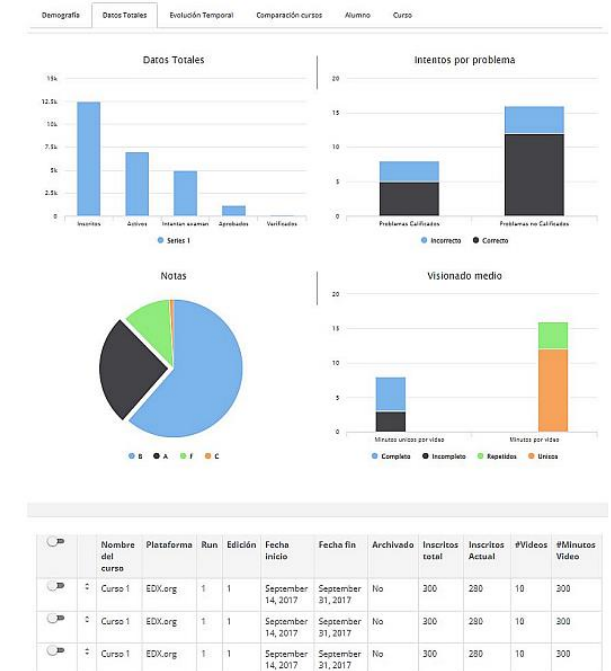 Demografía Datos Totales Evolución Temporal Comparación cursos Alumno Curso
Datos Totales
15k
12.5k
10k
7.5k
5k
2.5k
0
Inscritos Activos Intentan examen Aprobados Verificados
Series 1
Intentos por problema
20
15
10
5
0
Problemas Calificados Problemas no Calificados
Incorrecto Correcto
Notas
B A F C
Visionado medio
20
15
10
5
0
Minutos unicos por video Minutos por video
Completo Incompleto Repetidos Unicos
Nombre del curso Plataforma Run Edición Fecha inicio Fecha fin Archivado Inscritos total Inscritos Actual #Videos #Minutos Video
Curso 1 EDX.org 1 1 September 14, 2017 September 31, 2017 No 300 280 10 300
Curso 1 EDX.org 1 1 September 14, 2017 September 31, 2017 No 300 280 10 300
Curso 1 EDX.org 1 1 September 14, 2017 September 31, 2017 No 300 280 10 300